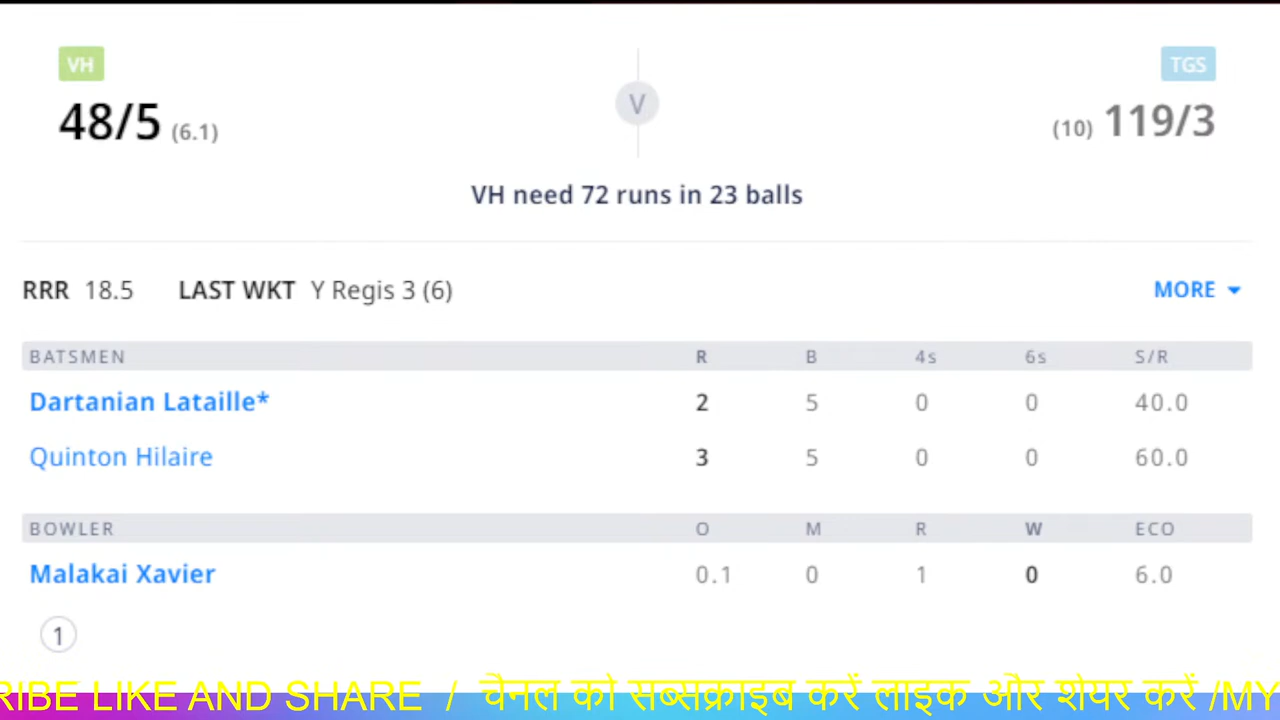 VH TGS
48/5 (6.1) V (10) 119/3
VH need 72 runs in 23 balls
RRR 18.5 LAST WKT Y Regis 3 (6) MORE
BATSMEN R B 4s 6s S/R
Dartanian Lataille* 2 5 0 0 40.0
Quinton Hilaire 3 5 0 0 60.0
BOWLER O M R W ECO
Malakai Xavier 0.1 0 1 0 6.0
1
RIBE LIKE AND SHARE / चैनल को सब्सक्राइब करें लाइक और शेयर करें /MY